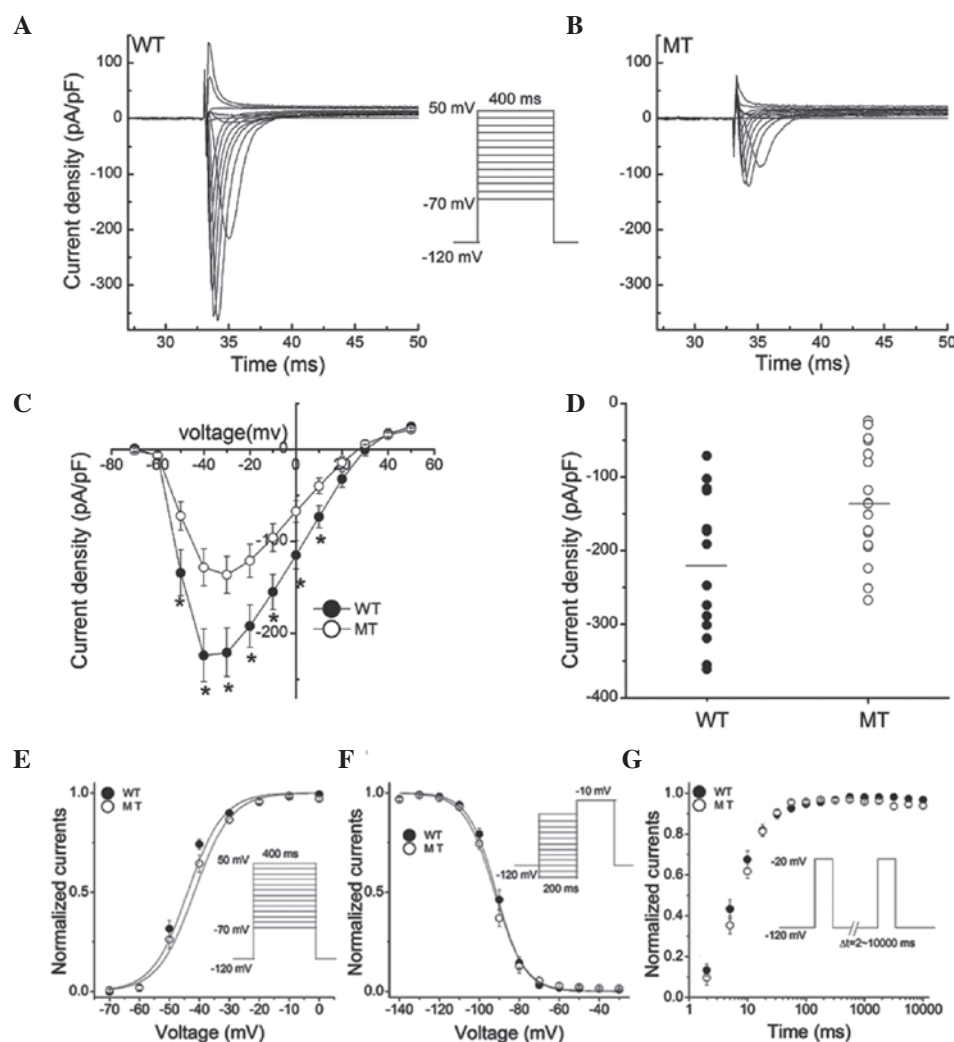 A
WT
100
0
-100
-200
-300
Current density (pA/pF)
30 35 40 45 50
Time (ms)
400 ms
50 mV
-70 mV
-120 mV
B
MT
100
0
-100
-200
-300
Current density (pA/pF)
30 35 40 45 50
Time (ms)
C
voltage(mv)
0
-80 -60 -40 -20 0 20 40 60
-100
-200
Current density (pA/pF)
* * * * * * *
WT
MT
D
0
-100
-200
-300
-400
Current density (pA/pF)
WT MT
E
WT
MT
1.0
0.5
0.0
Normalized currents
-70 -60 -50 -40 -30 -20 -10 0
Voltage (mV)
50 mV
400 ms
-70 mV
-120 mV
F
1.0
0.5
0.0
Normalized currents
WT
MT
-140 -120 -100 -80 -60 -40
Voltage (mV)
-10 mV
-120 mV
200 ms
G
WT
MT
1.0
0.8
0.6
0.4
0.2
0.0
Normalized currents
1 10 100 1000 10000
Time (ms)
-20 mV
-120 mV
Δt=2~10000 ms